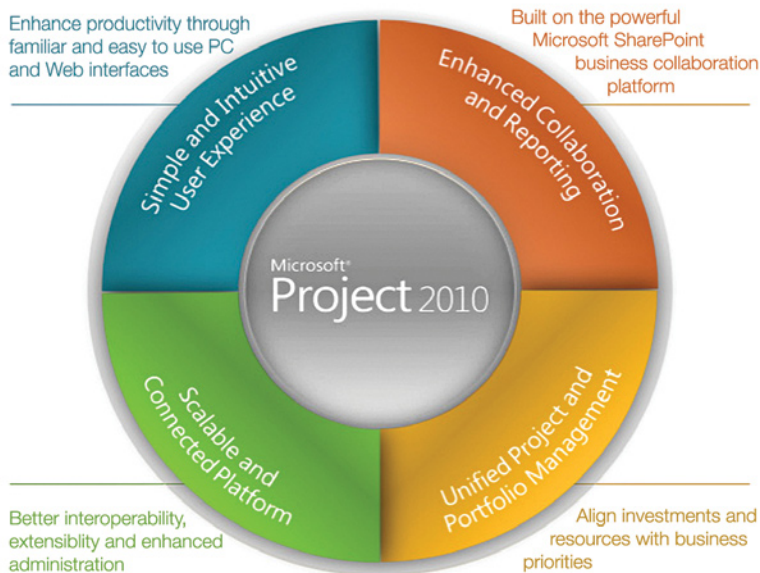 Enhance productivity through
familiar and easy to use PC
and Web interfaces
Built on the powerful
Microsoft SharePoint
business collaboration
platform
Simple and Intuitive
User Experience
Enhanced Collaboration
and Reporting
Microsoft®
Project 2010
Scalable and
Connected Platform
Unified Project and
Portfolio Management
Better interoperability,
extensiblity and enhanced
administration
Align investments and
resources with business
priorities